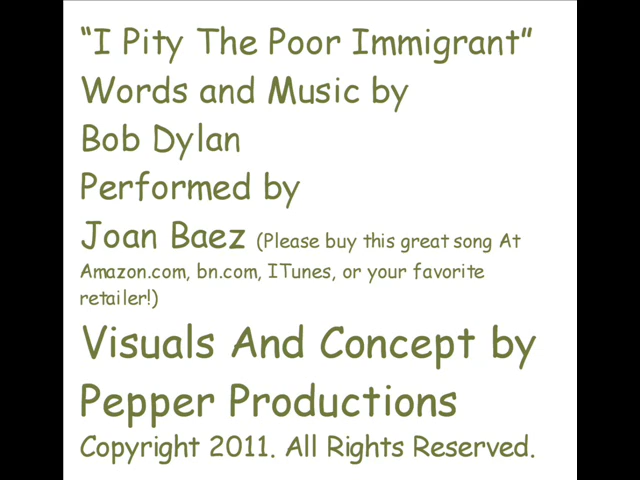 “I Pity The Poor Immigrant”
Words and Music by
Bob Dylan
Performed by
Joan Baez (Please buy this great song At
Amazon.com, bn.com, ITunes, or your favorite
retailer!)
Visuals And Concept by
Pepper Productions
Copyright 2011. All Rights Reserved.